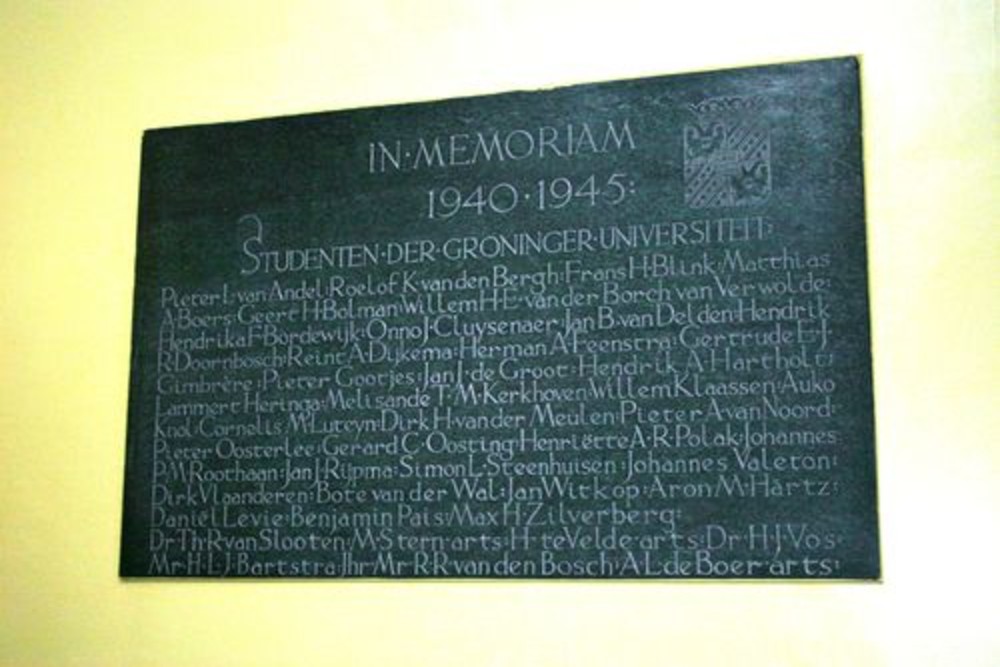 IN·MEMORIAM
1940·1945:
STUDENTEN·DER·GRONINGER·UNIVERSITEIT:
Pieter L·van Andel:Roelof K·van den Bergh:Frans H·Blink:Matthias
A·Boers:Geert H·Bolman:Willem H·E·van der Borch van Verwolde:
Hendrika F·Bordewijk:Onno J·Cluysenaer:Jan B·van Delden:Hendrik
R·Doornbosch:Reint A·Dijkema:Herman A·Feenstra:Gertrude E·J·
Gimbrère:Pieter Gootjes:Jan J·de Groot:Hendrik A·Hartholt:
Lammert Heringa:Melisande T·M·Kerkhoven:Willem Klaassen:Auko
Knol:Cornelis M·Luteyn:Dirk H·van der Meulen:Pieter A·van Noord:
Pieter Oosterlee:Gerard C·Oosting:Henriëtte A·R·Polak:Johannes
P·M·Roothaan:Jan J·Rijpma:Simon L·Steenhuisen:Johannes Valeton:
Dirk Vlaanderen:Bote van der Wal:Jan Witkop:Aron M·Härtz:
Daniël Levie·Benjamin Pais:Max H·Zilverberg:
Dr·Th·R·van Slooten:M·Stern·arts:H·te Velde·arts:Dr·H·J·Vos·
Mr·H·L·J·Bartstra:Jhr·Mr·R·R·van den Bosch·A·L·de Boer·arts: